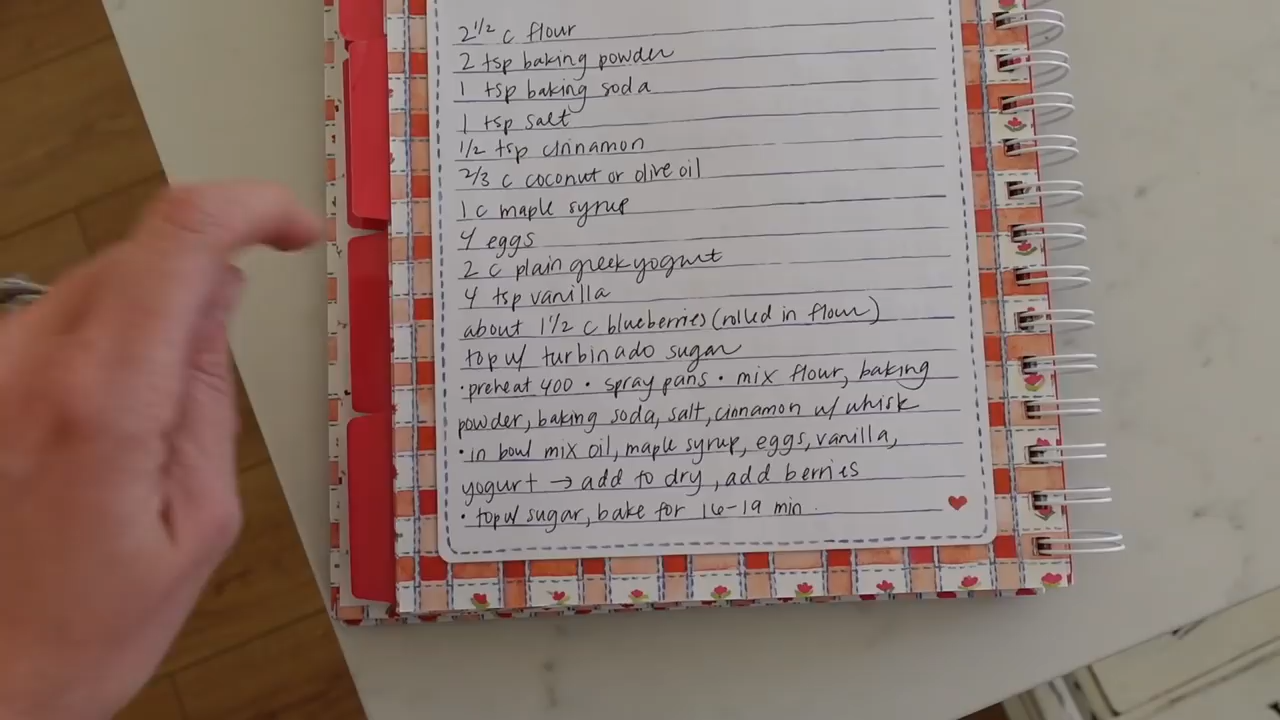 2 1/2 c flour
2 tsp baking powder
1 tsp baking soda
1 tsp salt
1/2 tsp cinnamon
2/3 c coconut or olive oil
1 c maple syrup
4 eggs
2 c plain greek yogurt
4 tsp vanilla
about 1 1/2 c blueberries (rolled in flour)
top w/ turbinado sugar
• preheat 400 • spray pans • mix flour, baking
powder, baking soda, salt, cinnamon w/ whisk
• in bowl mix oil, maple syrup, eggs, vanilla,
yogurt → add to dry, add berries
• top w/ sugar, bake for 16-19 min.